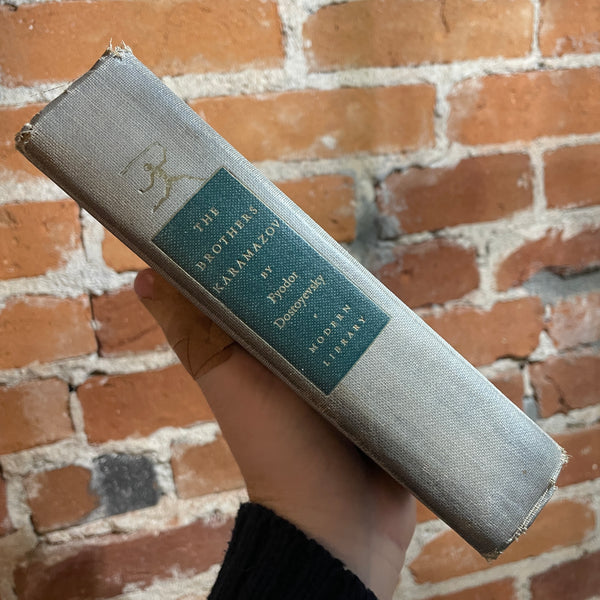 THE
BROTHERS
KARAMAZOV
BY
Fyodor
Dostoyevsky
MODERN
LIBRARY